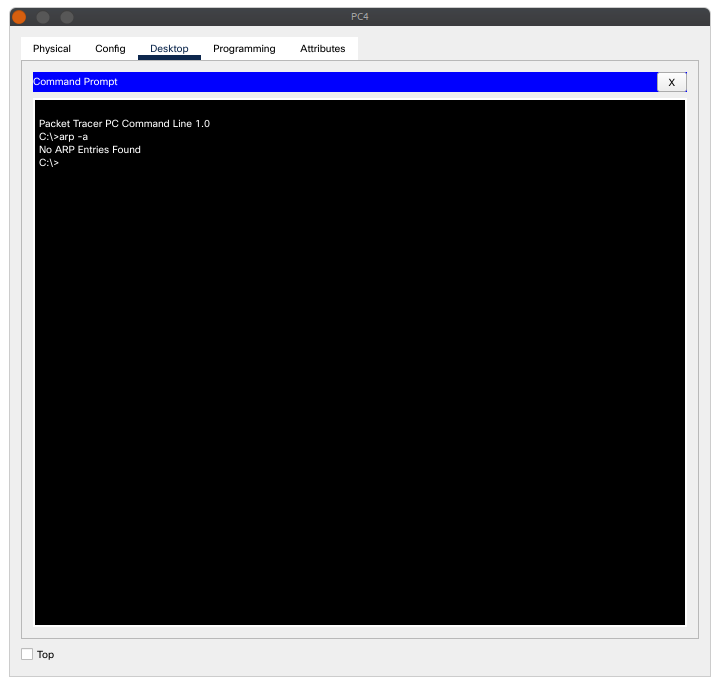 PC4
Physical Config Desktop Programming Attributes
Command Prompt X
Packet Tracer PC Command Line 1.0
C:\>arp -a
No ARP Entries Found
C:\>
Top